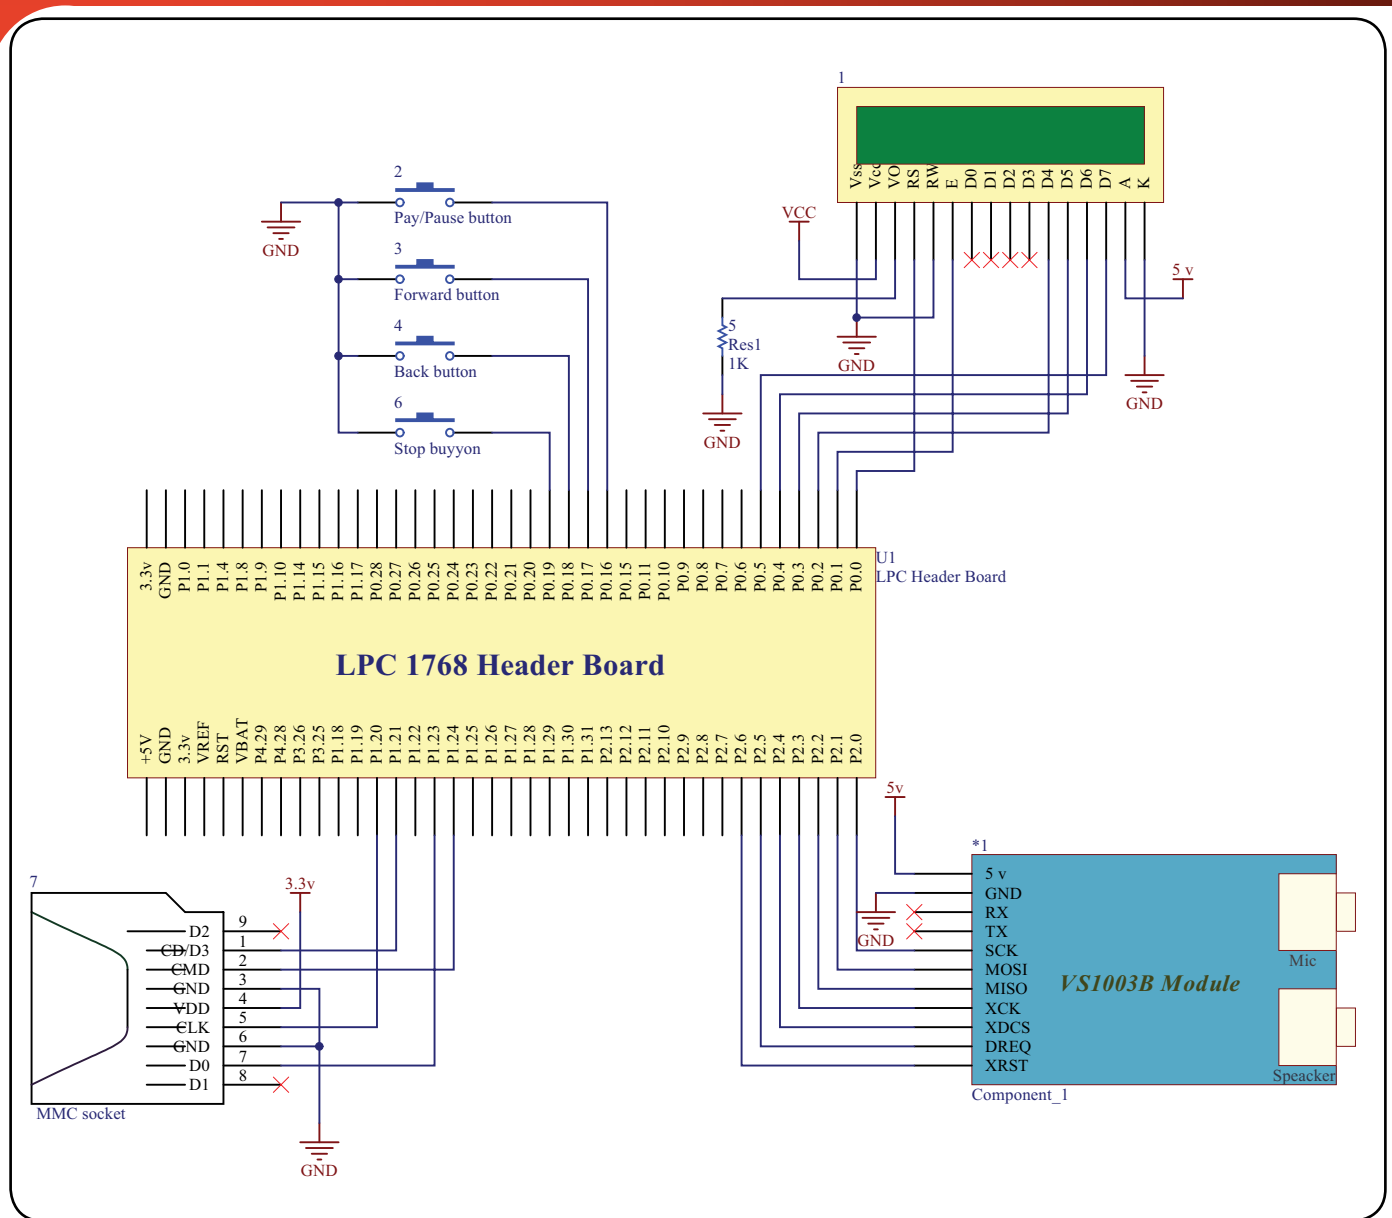 1
Vss
Vcc
VO
RS
RW
E
D0
D1
D2
D3
D4
D5
D6
D7
A
K
VCC
5 v
GND
GND
5
Res1
1K
GND
2
Pay/Pause button
GND
3
Forward button
4
Back button
6
Stop buyyon
U1
LPC Header Board
3.3v
GND
P1.0
P1.1
P1.4
P1.8
P1.9
P1.10
P1.14
P1.15
P1.16
P1.17
P0.28
P0.27
P0.26
P0.25
P0.24
P0.23
P0.22
P0.21
P0.20
P0.19
P0.18
P0.17
P0.16
P0.15
P0.11
P0.10
P0.9
P0.8
P0.7
P0.6
P0.5
P0.4
P0.3
P0.2
P0.1
P0.0
LPC 1768 Header Board
+5V
GND
3.3v
VREF
RST
VBAT
P4.29
P4.28
P3.26
P3.25
P1.18
P1.19
P1.20
P1.21
P1.22
P1.23
P1.24
P1.25
P1.26
P1.27
P1.28
P1.29
P1.30
P1.31
P2.13
P2.12
P2.11
P2.10
P2.9
P2.8
P2.7
P2.6
P2.5
P2.4
P2.3
P2.2
P2.1
P2.0
7
3.3v
D2 9
CD/D3 1
CMD 2
GND 3
VDD 4
CLK 5
GND 6
D0 7
D1 8
MMC socket
GND
5v
GND
*1
5 v
GND
RX
TX
SCK
MOSI
MISO
XCK
XDCS
DREQ
XRST
VS1003B Module
Mic
Speacker
Component_1